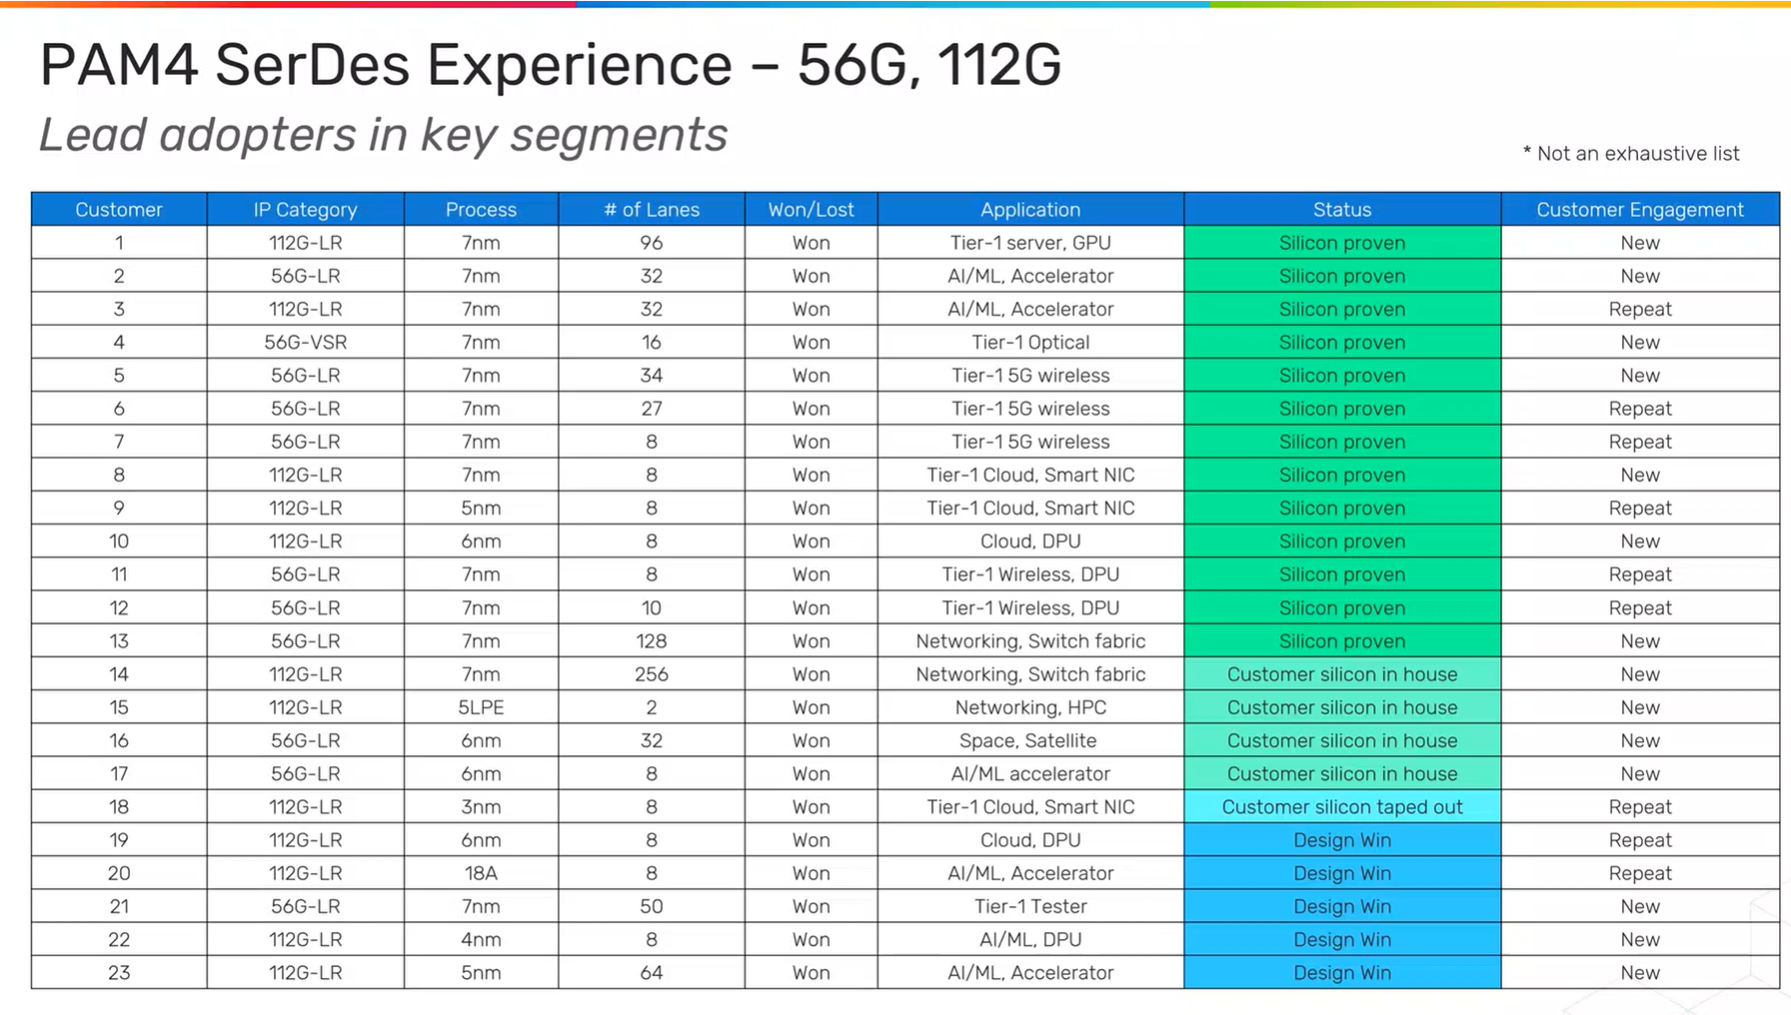 PAM4 SerDes Experience – 56G, 112G
Lead adopters in key segments
* Not an exhaustive list
Customer IP Category Process # of Lanes Won/Lost Application Status Customer Engagement
1 112G-LR 7nm 96 Won Tier-1 server, GPU Silicon proven New
2 56G-LR 7nm 32 Won AI/ML, Accelerator Silicon proven New
3 112G-LR 7nm 32 Won AI/ML, Accelerator Silicon proven Repeat
4 56G-VSR 7nm 16 Won Tier-1 Optical Silicon proven New
5 56G-LR 7nm 34 Won Tier-1 5G wireless Silicon proven New
6 56G-LR 7nm 27 Won Tier-1 5G wireless Silicon proven Repeat
7 56G-LR 7nm 8 Won Tier-1 5G wireless Silicon proven Repeat
8 112G-LR 7nm 8 Won Tier-1 Cloud, Smart NIC Silicon proven New
9 112G-LR 5nm 8 Won Tier-1 Cloud, Smart NIC Silicon proven Repeat
10 112G-LR 6nm 8 Won Cloud, DPU Silicon proven New
11 56G-LR 7nm 8 Won Tier-1 Wireless, DPU Silicon proven Repeat
12 56G-LR 7nm 10 Won Tier-1 Wireless, DPU Silicon proven Repeat
13 56G-LR 7nm 128 Won Networking, Switch fabric Silicon proven New
14 112G-LR 7nm 256 Won Networking, Switch fabric Customer silicon in house New
15 112G-LR 5LPE 2 Won Networking, HPC Customer silicon in house New
16 56G-LR 6nm 32 Won Space, Satellite Customer silicon in house New
17 56G-LR 6nm 8 Won AI/ML accelerator Customer silicon in house New
18 112G-LR 3nm 8 Won Tier-1 Cloud, Smart NIC Customer silicon taped out Repeat
19 112G-LR 6nm 8 Won Cloud, DPU Design Win Repeat
20 112G-LR 18A 8 Won AI/ML, Accelerator Design Win Repeat
21 56G-LR 7nm 50 Won Tier-1 Tester Design Win New
22 112G-LR 4nm 8 Won AI/ML, DPU Design Win New
23 112G-LR 5nm 64 Won AI/ML, Accelerator Design Win New